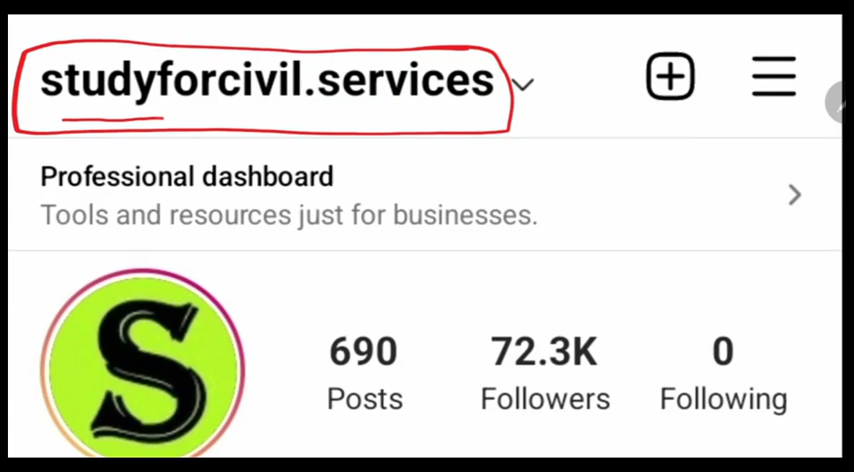 studyforcivil.services
Professional dashboard
Tools and resources just for businesses.
S
690 72.3K 0
Posts Followers Following